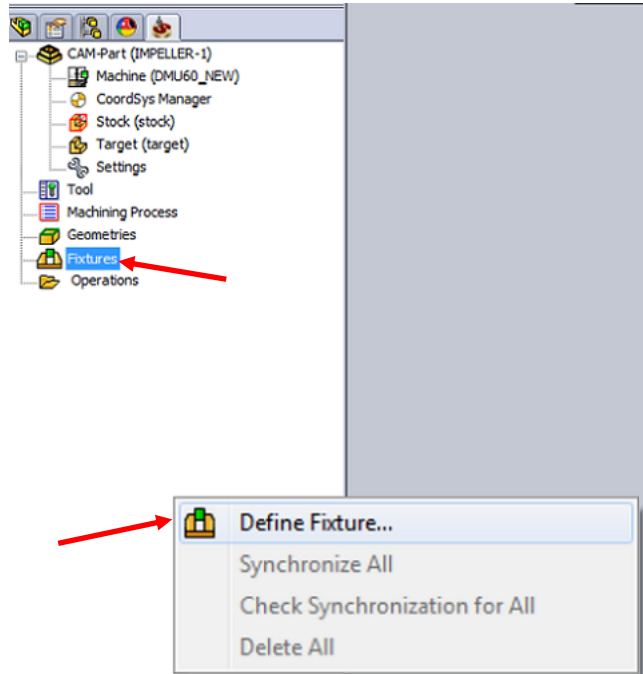 CAM-Part (IMPELLER-1)
Machine (DMU60_NEW)
CoordSys Manager
Stock (stock)
Target (target)
Settings
Tool
Machining Process
Geometries
Fixtures
Operations
Define Fixture...
Synchronize All
Check Synchronization for All
Delete All